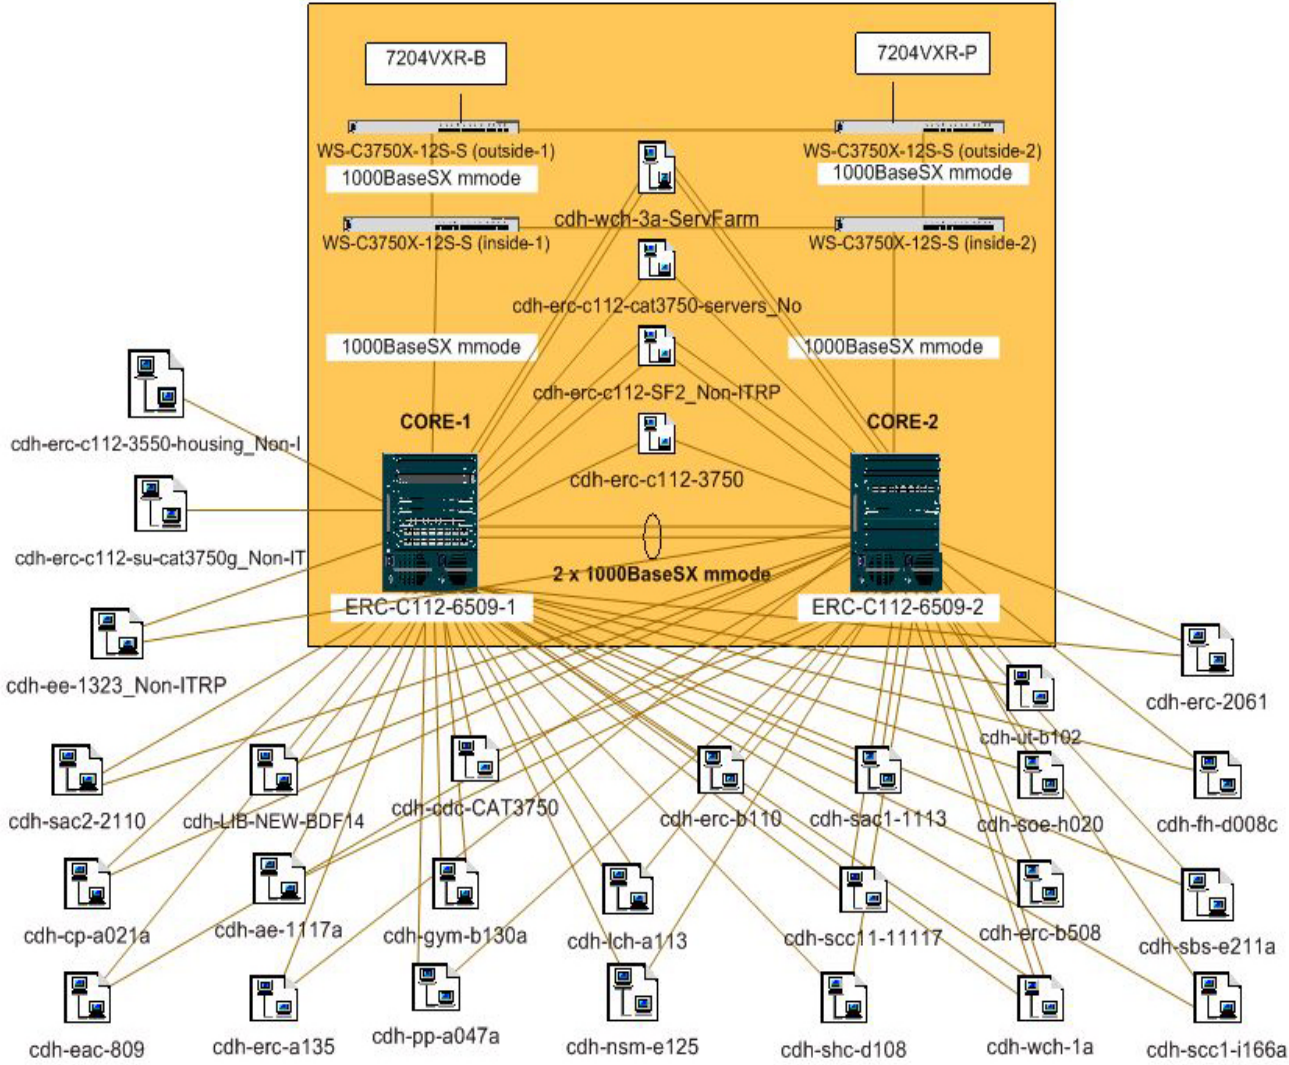 7204VXR-B
7204VXR-P
WS-C3750X-12S-S (outside-1)
WS-C3750X-12S-S (outside-2)
1000BaseSX mmode
1000BaseSX mmode
cdh-wch-3a-ServFarm
WS-C3750X-12S-S (inside-1)
WS-C3750X-12S-S (inside-2)
cdh-erc-c112-cat3750-servers_No
1000BaseSX mmode
1000BaseSX mmode
cdh-erc-c112-SF2_Non-ITRP
CORE-1
CORE-2
cdh-erc-c112-3550-housing_Non-I
cdh-erc-c112-3750
cdh-erc-c112-su-cat3750g_Non-IT
2 x 1000BaseSX mmode
ERC-C112-6509-1
ERC-C112-6509-2
cdh-ee-1323_Non-ITRP
cdh-erc-2061
cdh-ut-b102
cdh-sac2-2110
cdh-LIB-NEW-BDF14
cdh-cdc-CAT3750
cdh-erc-b110
cdh-sac1-1113
cdh-soe-h020
cdh-fh-d008c
cdh-cp-a021a
cdh-ae-1117a
cdh-gym-b130a
cdh-lch-a113
cdh-scc11-11117
cdh-erc-b508
cdh-sbs-e211a
cdh-eac-809
cdh-erc-a135
cdh-pp-a047a
cdh-nsm-e125
cdh-shc-d108
cdh-wch-1a
cdh-scc1-i166a